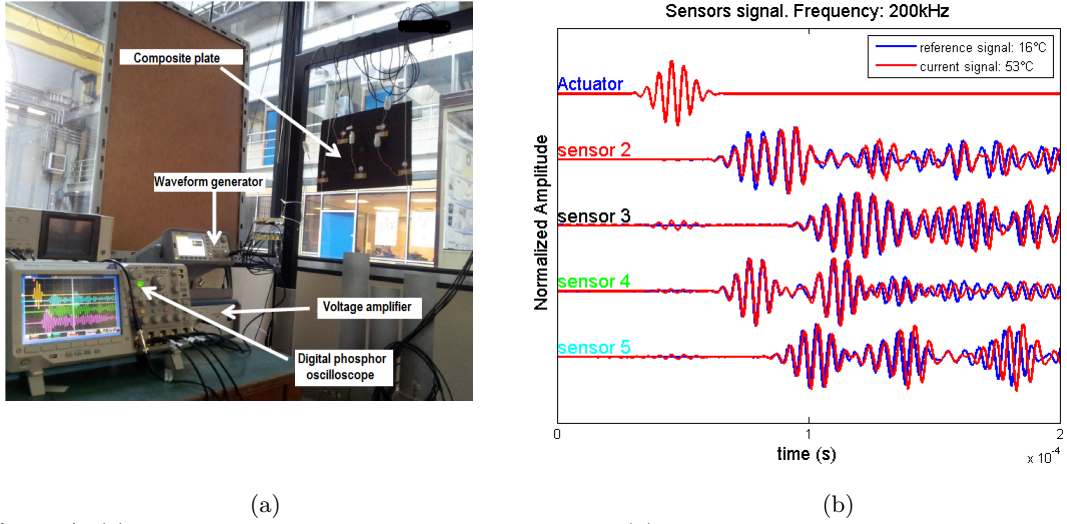 Composite plate
Waveform generator
Voltage amplifier
Digital phosphor
oscilloscope
(a)
Sensors signal. Frequency: 200kHz
reference signal: 16°C
current signal: 53°C
Actuator
sensor 2
sensor 3
sensor 4
sensor 5
Normalized Amplitude
0
1
2
x 10⁻⁴
time (s)
(b)